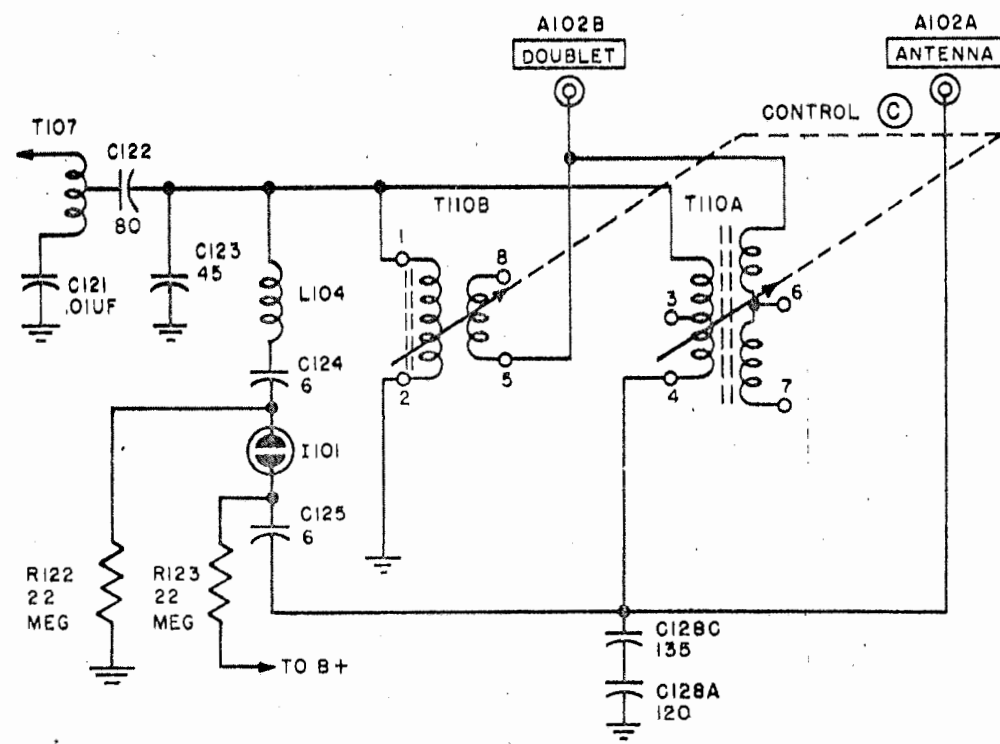 A102B
DOUBLET
A102A
ANTENNA
CONTROL C
T107
C122
80
T110B
T110A
C123
45
C121
.01UF
L104
1
8
3
6
C124
6
2
5
4
7
I101
C125
6
R122
22
MEG
R123
22
MEG
TO B+
C128C
135
C128A
120